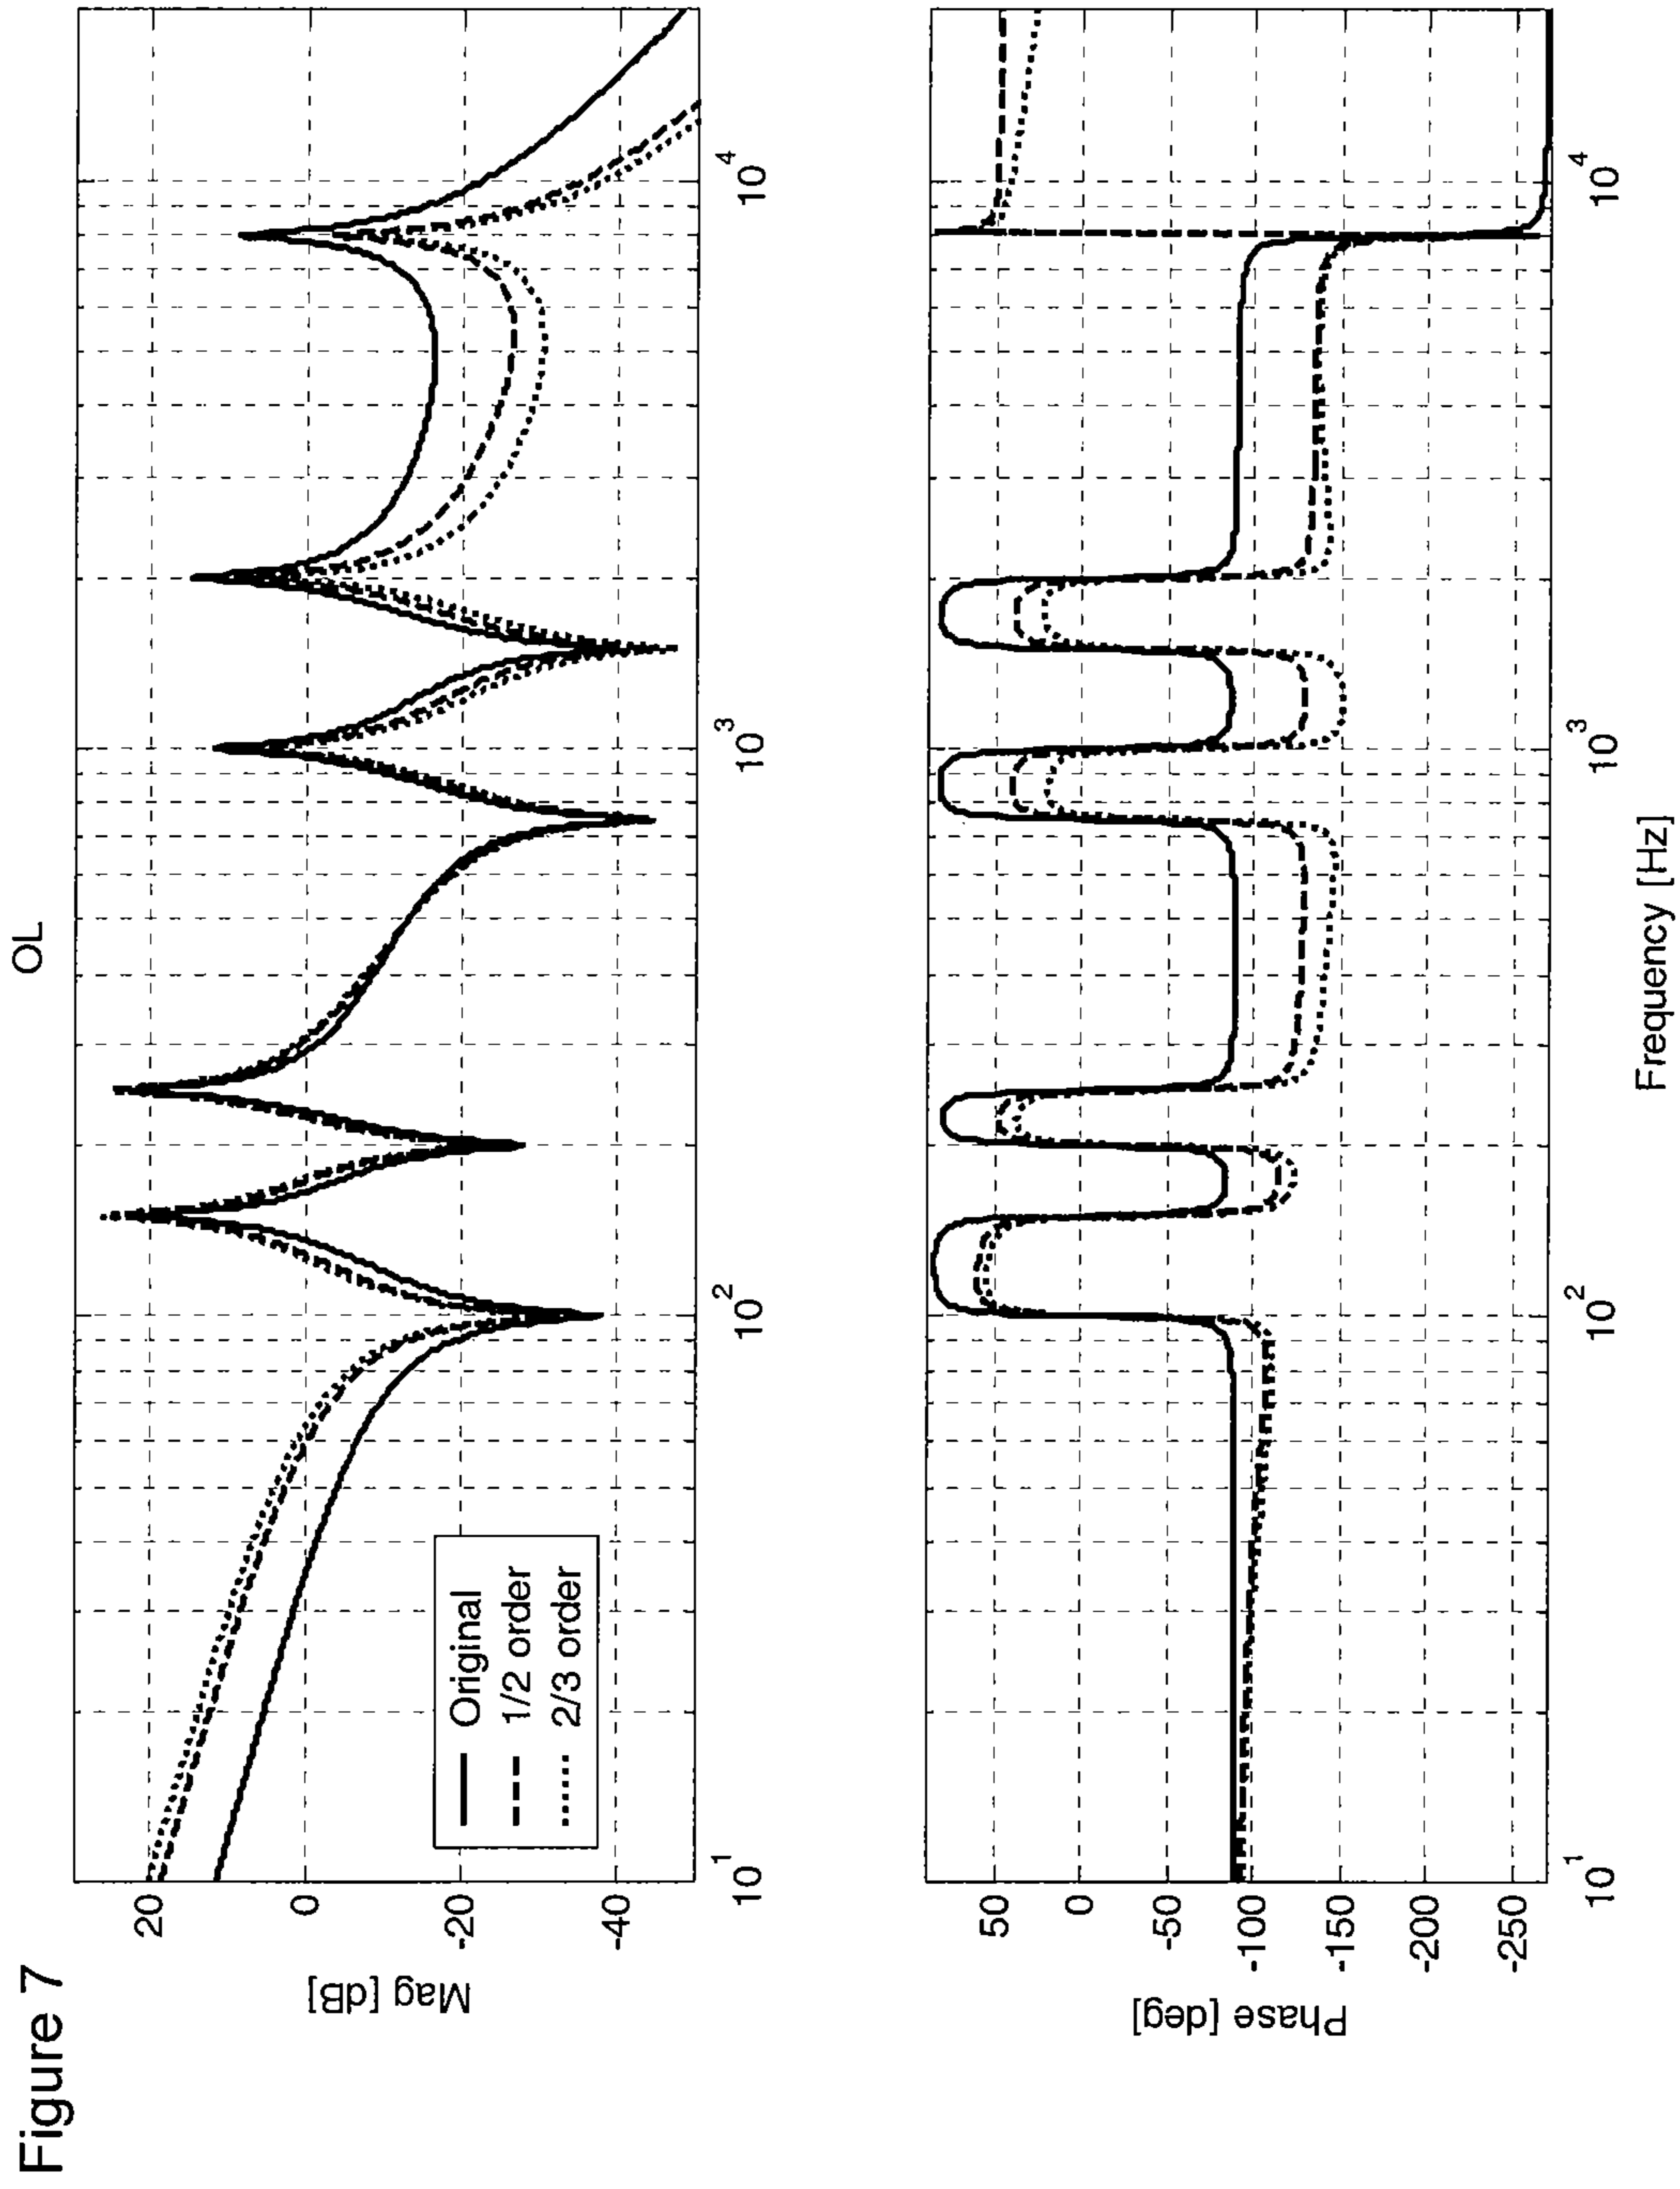 Figure 7
OL
Mag [dB]
20
0
-20
-40
Original
1/2 order
2/3 order
10 1
10 2
10 3
10 4
Phase [deg]
50
0
-50
-100
-150
-200
-250
10 1
10 2
10 3
10 4
Frequency [Hz]